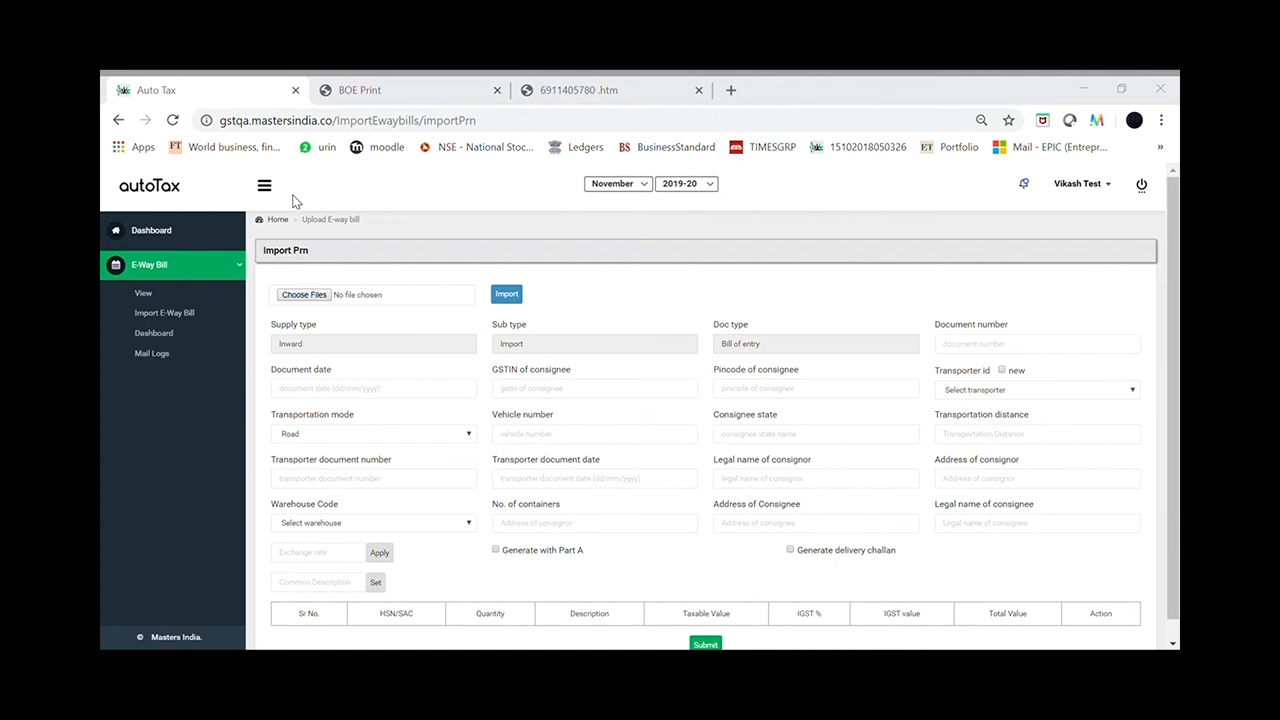 Auto Tax
BOE Print
6911405780 .htm
gstqa.mastersindia.co/ImportEwaybills/importPrn
Apps
World business, fin...
2
urin
m
moodle
NSE - National Stoc...
Ledgers
BS
BusinessStandard
TIMESGRP
15102018050326
ET
Portfolio
Mail - EPIC (Entrepr...
»
autoTax
November
2019-20
Vikash Test
Home
Upload E-way bill
Dashboard
E-Way Bill
View
Import E-Way Bill
Dashboard
Mail Logs
© Masters India.
Import Prn
Choose Files No file chosen
Import
Supply type
Sub type
Doc type
Document number
Inward
Import
Bill of entry
document number
Document date
GSTIN of consignee
Pincode of consignee
Transporter id new
document date (dd/mm/yyyy)
gstin of consignee
pincode of consignee
Select transporter
Transportation mode
Vehicle number
Consignee state
Transportation distance
Road
vehicle number
consignee state name
Transportation Distance
Transporter document number
Transporter document date
Legal name of consignor
Address of consignor
transporter document number
transporter document date (dd/mm/yyyy)
legal name of consignor
Address of consignor
Warehouse Code
No. of containers
Address of Consignee
Legal name of consignee
Select warehouse
Address of consignor
Address of Consignee
Legal name of consignee
Exchange rate
Apply
Generate with Part A
Generate delivery challan
Common Description
Set
Sr No.
HSN/SAC
Quantity
Description
Taxable Value
IGST %
IGST value
Total Value
Action
Submit